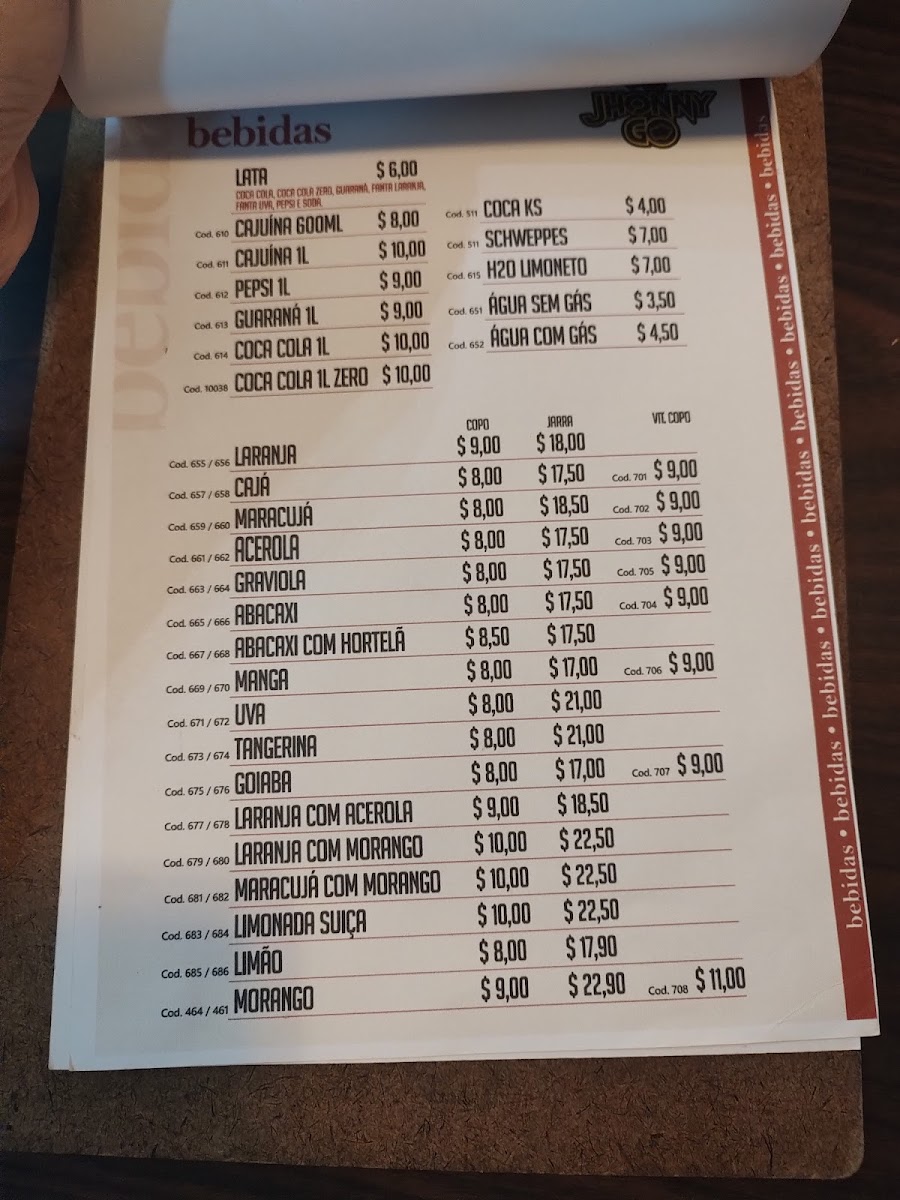 bebidas
JHONNY
GO
LATA $ 6,00
COCA COLA, COCA COLA ZERO, GUARANÁ, FANTA LARANJA,
FANTA UVA, PEPSI E SODA.
Cod. 610 CAJUÍNA 600ML $ 8,00
Cod. 611 CAJUÍNA 1L $ 10,00
Cod. 612 PEPSI 1L $ 9,00
Cod. 613 GUARANÁ 1L $ 9,00
Cod. 614 COCA COLA 1L $ 10,00
Cod. 10038 COCA COLA 1L ZERO $ 10,00
Cod. 511 COCA KS $ 4,00
Cod. 511 SCHWEPPES $ 7,00
Cod. 615 H2O LIMONETO $ 7,00
Cod. 651 ÁGUA SEM GÁS $ 3,50
Cod. 652 ÁGUA COM GÁS $ 4,50
COPO JARRA VIT. COPO
Cod. 655 / 656 LARANJA $ 9,00 $ 18,00
Cod. 657 / 658 CAJÁ $ 8,00 $ 17,50 Cod. 701 $ 9,00
Cod. 659 / 660 MARACUJÁ $ 8,00 $ 18,50 Cod. 702 $ 9,00
Cod. 661 / 662 ACEROLA $ 8,00 $ 17,50 Cod. 703 $ 9,00
Cod. 663 / 664 GRAVIOLA $ 8,00 $ 17,50 Cod. 705 $ 9,00
Cod. 665 / 666 ABACAXI $ 8,00 $ 17,50 Cod. 704 $ 9,00
Cod. 667 / 668 ABACAXI COM HORTELÃ $ 8,50 $ 17,50
Cod. 669 / 670 MANGA $ 8,00 $ 17,00 Cod. 706 $ 9,00
Cod. 671 / 672 UVA $ 8,00 $ 21,00
Cod. 673 / 674 TANGERINA $ 8,00 $ 21,00
Cod. 675 / 676 GOIABA $ 8,00 $ 17,00 Cod. 707 $ 9,00
Cod. 677 / 678 LARANJA COM ACEROLA $ 9,00 $ 18,50
Cod. 679 / 680 LARANJA COM MORANGO $ 10,00 $ 22,50
Cod. 681 / 682 MARACUJÁ COM MORANGO $ 10,00 $ 22,50
Cod. 683 / 684 LIMONADA SUIÇA $ 10,00 $ 22,50
Cod. 685 / 686 LIMÃO $ 8,00 $ 17,90
Cod. 464 / 461 MORANGO $ 9,00 $ 22,90 Cod. 708 $ 11,00
bebidas • bebidas • bebidas • bebidas • bebidas • bebidas • bebidas • bebidas • bebidas
bebidas